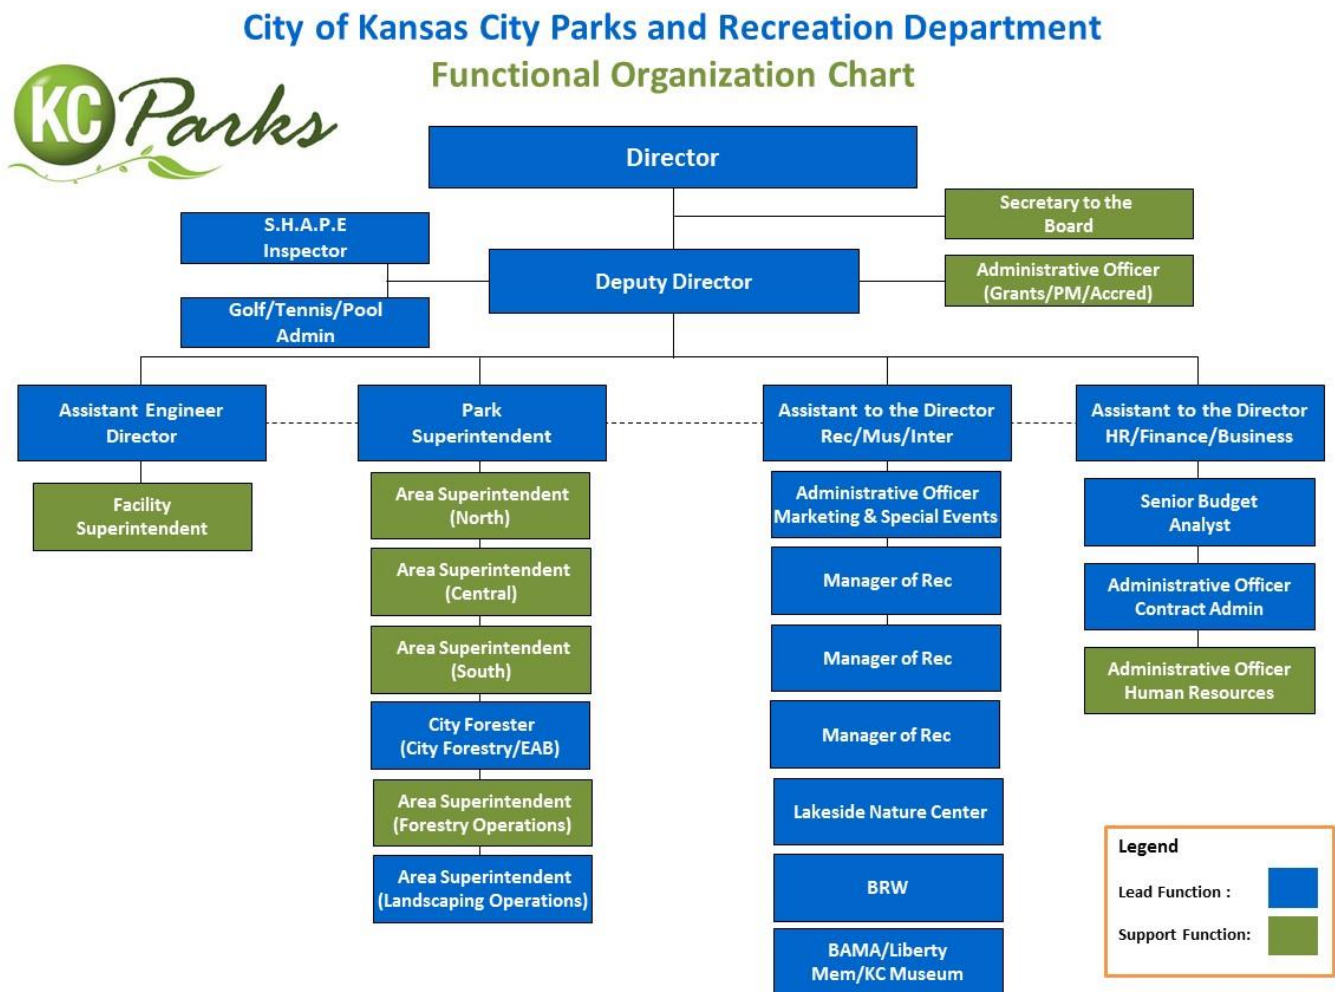 City of Kansas City Parks and Recreation Department
Functional Organization Chart
KC Parks
Director
Secretary to the
Board
S.H.A.P.E
Inspector
Deputy Director
Administrative Officer
(Grants/PM/Accred)
Golf/Tennis/Pool
Admin
Assistant Engineer
Director
Park
Superintendent
Assistant to the Director
Rec/Mus/Inter
Assistant to the Director
HR/Finance/Business
Facility
Superintendent
Area Superintendent
(North)
Area Superintendent
(Central)
Area Superintendent
(South)
City Forester
(City Forestry/EAB)
Area Superintendent
(Forestry Operations)
Area Superintendent
(Landscaping Operations)
Administrative Officer
Marketing & Special Events
Manager of Rec
Manager of Rec
Manager of Rec
Lakeside Nature Center
BRW
BAMA/Liberty
Mem/KC Museum
Senior Budget
Analyst
Administrative Officer
Contract Admin
Administrative Officer
Human Resources
Legend
Lead Function :
Support Function: